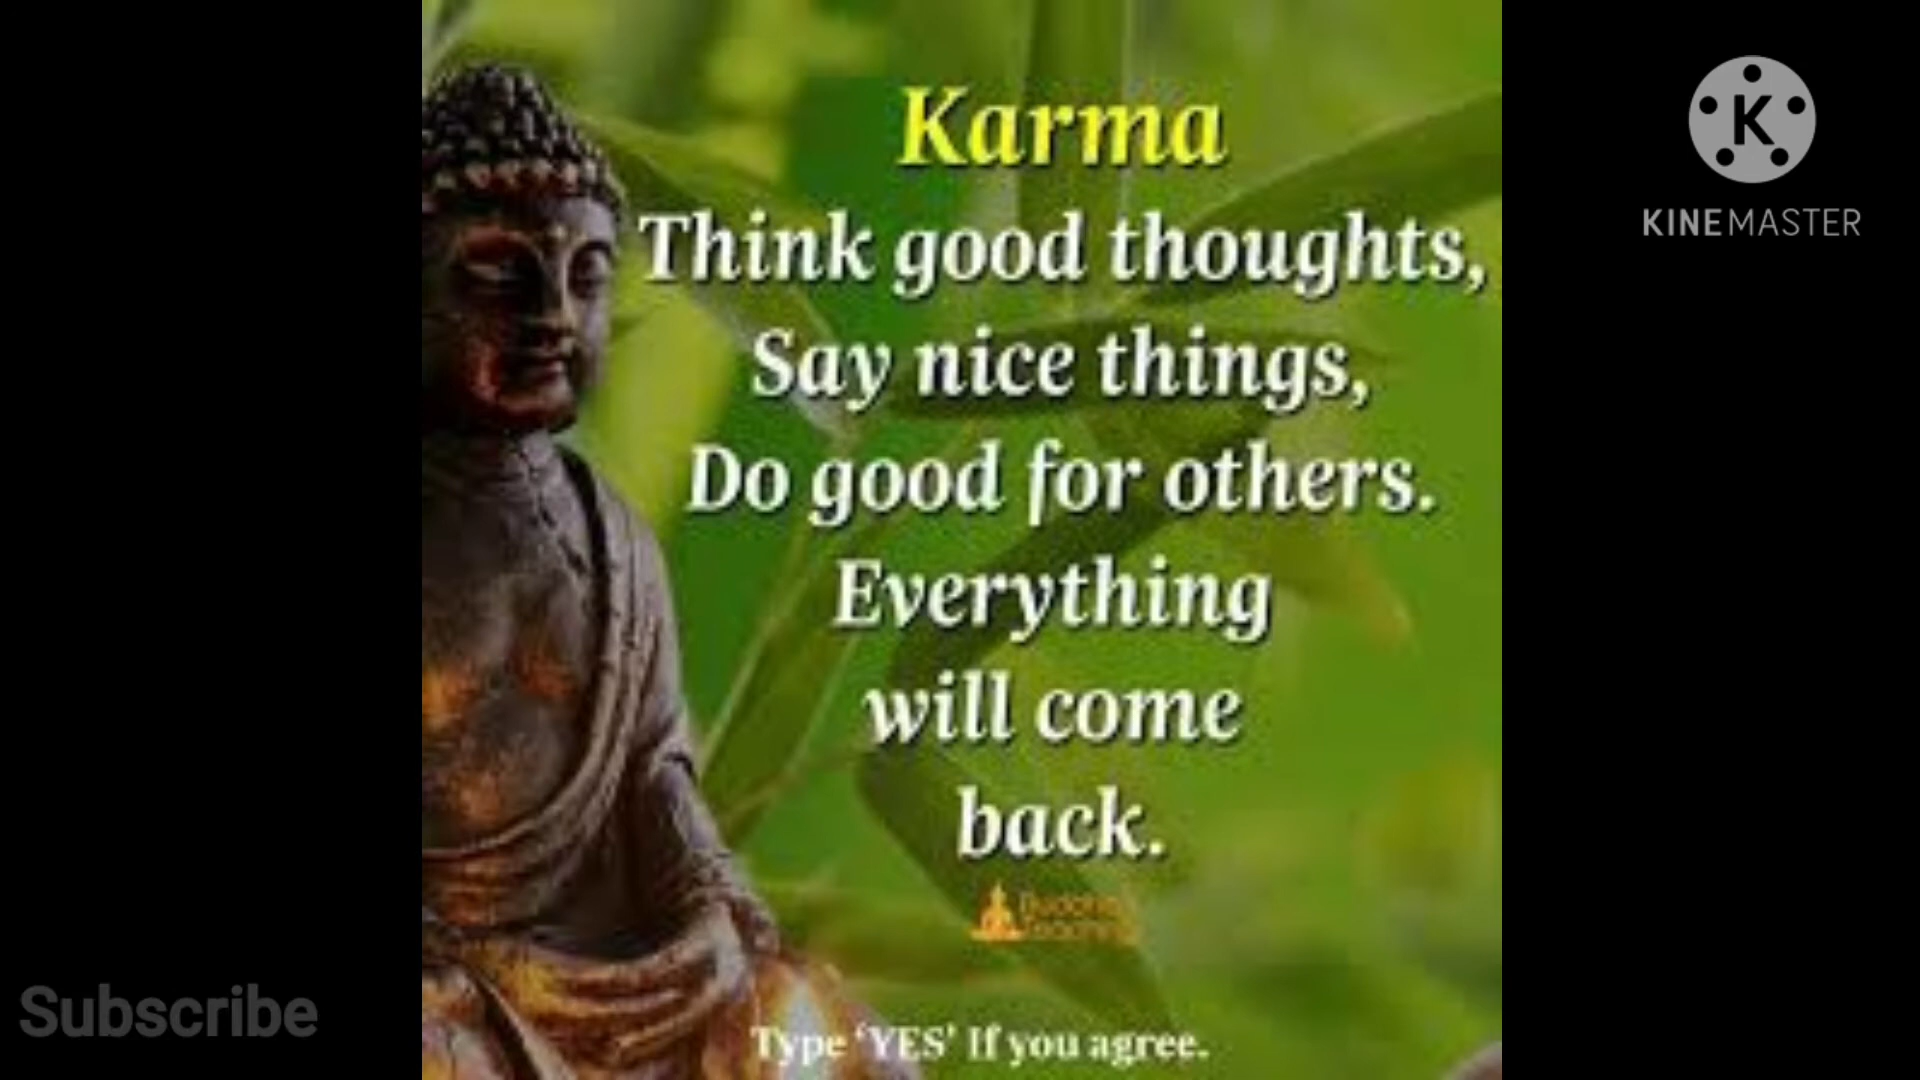 Karma
Think good thoughts,
Say nice things,
Do good for others.
Everything
will come
back.
Type ‘YES’ If you agree.
K
KINEMASTER
Subscribe